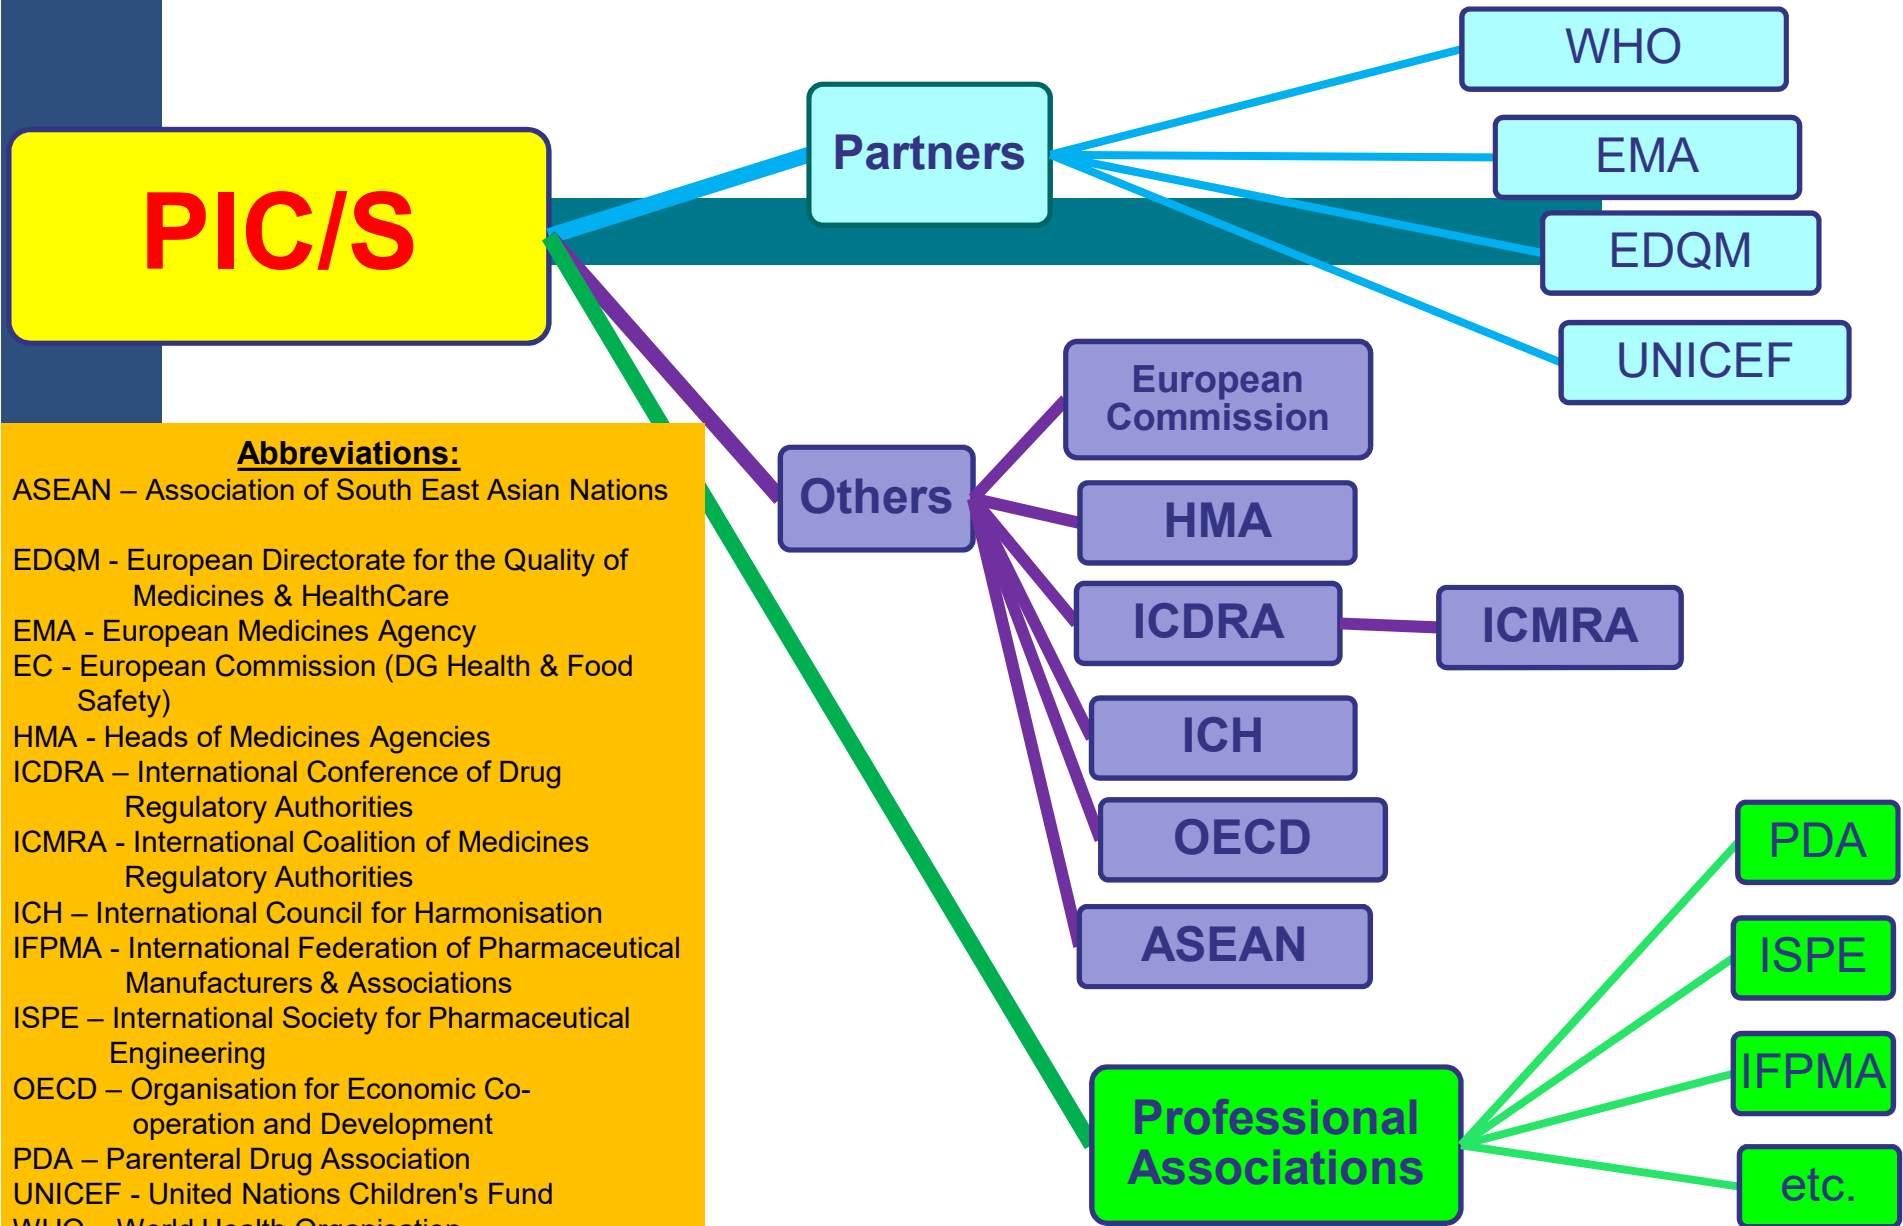 PIC/S
Partners
WHO
EMA
EDQM
UNICEF
Others
European
Commission
HMA
ICDRA
ICMRA
ICH
OECD
ASEAN
Professional
Associations
PDA
ISPE
IFPMA
etc.
Abbreviations:
ASEAN – Association of South East Asian Nations
EDQM - European Directorate for the Quality of
Medicines & HealthCare
EMA - European Medicines Agency
EC - European Commission (DG Health & Food
Safety)
HMA - Heads of Medicines Agencies
ICDRA – International Conference of Drug
Regulatory Authorities
ICMRA - International Coalition of Medicines
Regulatory Authorities
ICH – International Council for Harmonisation
IFPMA - International Federation of Pharmaceutical
Manufacturers & Associations
ISPE – International Society for Pharmaceutical
Engineering
OECD – Organisation for Economic Co-
operation and Development
PDA – Parenteral Drug Association
UNICEF - United Nations Children's Fund
WHO – World Health Organisation